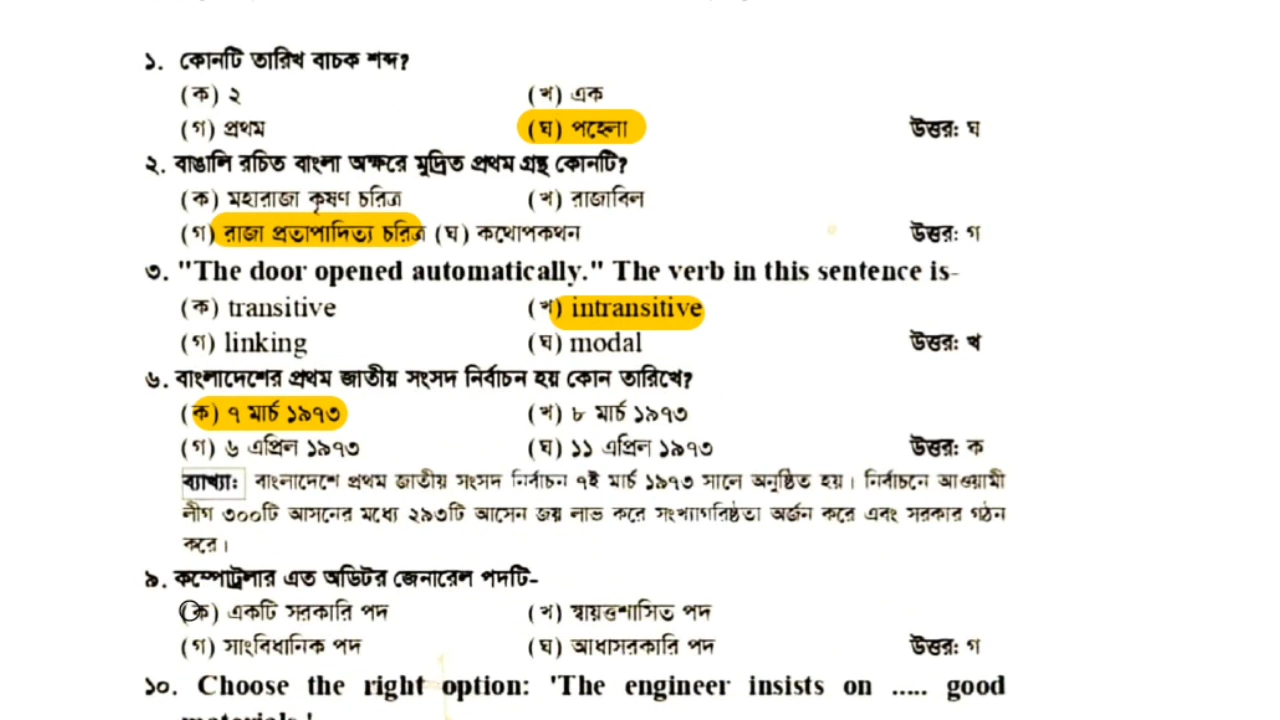 ১. কোনটি তারিখ বাচক শব্দ?
(ক) ২ (খ) এক
(গ) প্রথম (ঘ) পহেলা উত্তর: ঘ
২. বাঙালি রচিত বাংলা অক্ষরে মুদ্রিত প্রথম গ্রন্থ কোনটি?
(ক) মহারাজা কৃষণ চরিত্র (খ) রাজাবিল
(গ) রাজা প্রতাপাদিত্য চরিত্র (ঘ) কথোপকথন উত্তর: গ
৩. "The door opened automatically." The verb in this sentence is-
(ক) transitive (খ) intransitive
(গ) linking (ঘ) modal উত্তর: খ
৬. বাংলাদেশের প্রথম জাতীয় সংসদ নির্বাচন হয় কোন তারিখে?
(ক) ৭ মার্চ ১৯৭৩ (খ) ৮ মার্চ ১৯৭৩
(গ) ৬ এপ্রিল ১৯৭৩ (ঘ) ১১ এপ্রিল ১৯৭৩ উত্তর: ক
ব্যাখ্যা: বাংলাদেশে প্রথম জাতীয় সংসদ নির্বাচন ৭ই মার্চ ১৯৭৩ সালে অনুষ্ঠিত হয়। নির্বাচনে আওয়ামী
লীগ ৩০০টি আসনের মধ্যে ২৯৩টি আসেন জয় লাভ করে সংখ্যাগরিষ্ঠতা অর্জন করে এবং সরকার গঠন
করে।
৯. কম্পোট্রলার এত অডিটর জেনারেল পদটি-
(ক) একটি সরকারি পদ (খ) স্বায়ত্তশাসিত পদ
(গ) সাংবিধানিক পদ (ঘ) আধাসরকারি পদ উত্তর: গ
১০. Choose the right option: 'The engineer insists on ..... good